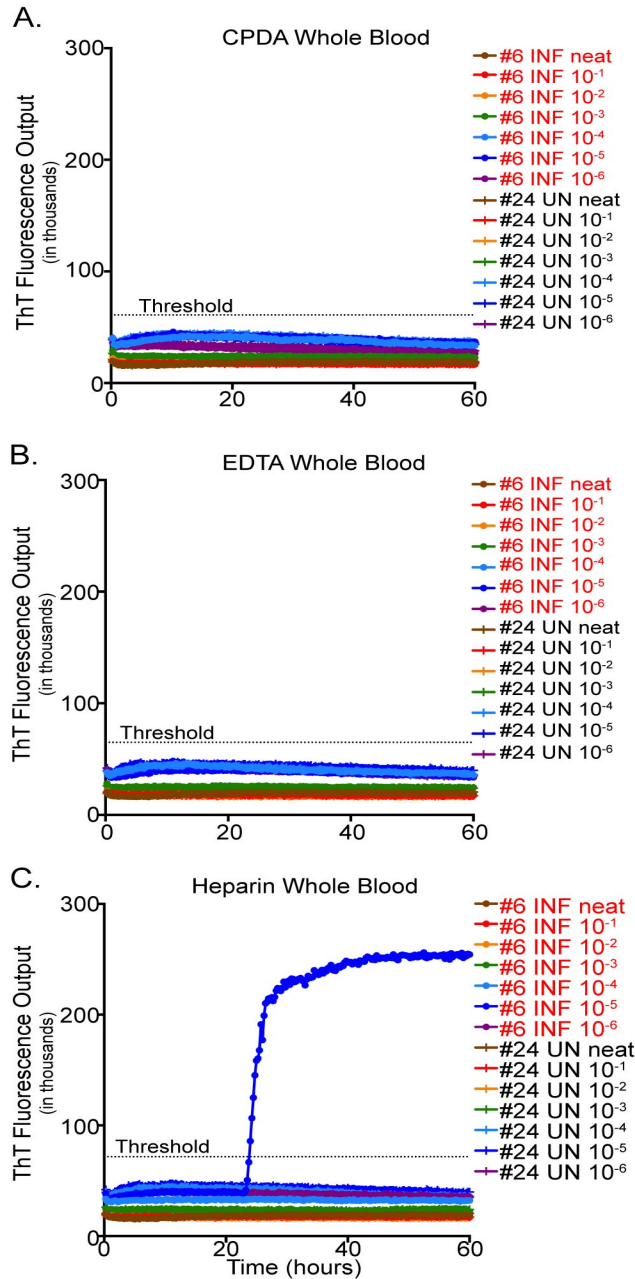 A.
CPDA Whole Blood
ThT Fluorescence Output
(in thousands)
300
200
100
0
0 20 40 60
Threshold
#6 INF neat
#6 INF 10⁻¹
#6 INF 10⁻²
#6 INF 10⁻³
#6 INF 10⁻⁴
#6 INF 10⁻⁵
#6 INF 10⁻⁶
#24 UN neat
#24 UN 10⁻¹
#24 UN 10⁻²
#24 UN 10⁻³
#24 UN 10⁻⁴
#24 UN 10⁻⁵
#24 UN 10⁻⁶
B.
EDTA Whole Blood
ThT Fluorescence Output
(in thousands)
300
200
100
0
0 20 40 60
Threshold
#6 INF neat
#6 INF 10⁻¹
#6 INF 10⁻²
#6 INF 10⁻³
#6 INF 10⁻⁴
#6 INF 10⁻⁵
#6 INF 10⁻⁶
#24 UN neat
#24 UN 10⁻¹
#24 UN 10⁻²
#24 UN 10⁻³
#24 UN 10⁻⁴
#24 UN 10⁻⁵
#24 UN 10⁻⁶
C.
Heparin Whole Blood
ThT Fluorescence Output
(in thousands)
300
200
100
0
0 20 40 60
Time (hours)
Threshold
#6 INF neat
#6 INF 10⁻¹
#6 INF 10⁻²
#6 INF 10⁻³
#6 INF 10⁻⁴
#6 INF 10⁻⁵
#6 INF 10⁻⁶
#24 UN neat
#24 UN 10⁻¹
#24 UN 10⁻²
#24 UN 10⁻³
#24 UN 10⁻⁴
#24 UN 10⁻⁵
#24 UN 10⁻⁶